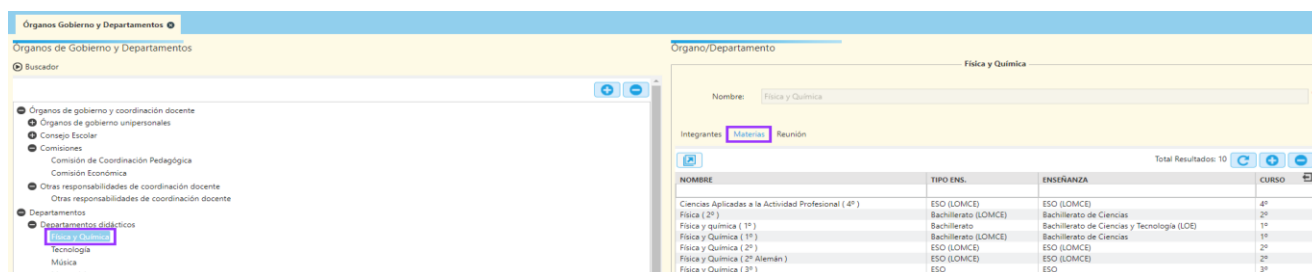 Órganos Gobierno y Departamentos
Órganos de Gobierno y Departamentos
Buscador
Órganos de gobierno y coordinación docente
Órganos de gobierno unipersonales
Consejo Escolar
Comisiones
Comisión de Coordinación Pedagógica
Comisión Económica
Otras responsabilidades de coordinación docente
Otras responsabilidades de coordinación docente
Departamentos
Departamentos didácticos
Física y Química
Tecnología
Música
Órgano/Departamento
Física y Química
Nombre: Física y Química
Integrantes Materias Reunión
Total Resultados: 10
NOMBRE TIPO ENS. ENSEÑANZA CURSO
Ciencias Aplicadas a la Actividad Profesional ( 4º ) ESO (LOMCE) ESO (LOMCE) 4º
Física ( 2º ) Bachillerato (LOMCE) Bachillerato de Ciencias 2º
Física y química ( 1º ) Bachillerato Bachillerato de Ciencias y Tecnología (LOE) 1º
Física y Química ( 1º ) Bachillerato (LOMCE) Bachillerato de Ciencias 1º
Física y Química ( 2º ) ESO (LOMCE) ESO (LOMCE) 2º
Física y Química ( 2º Alemán ) ESO (LOMCE) ESO (LOMCE) 2º
Física y Química ( 3º ) ESO ESO 3º